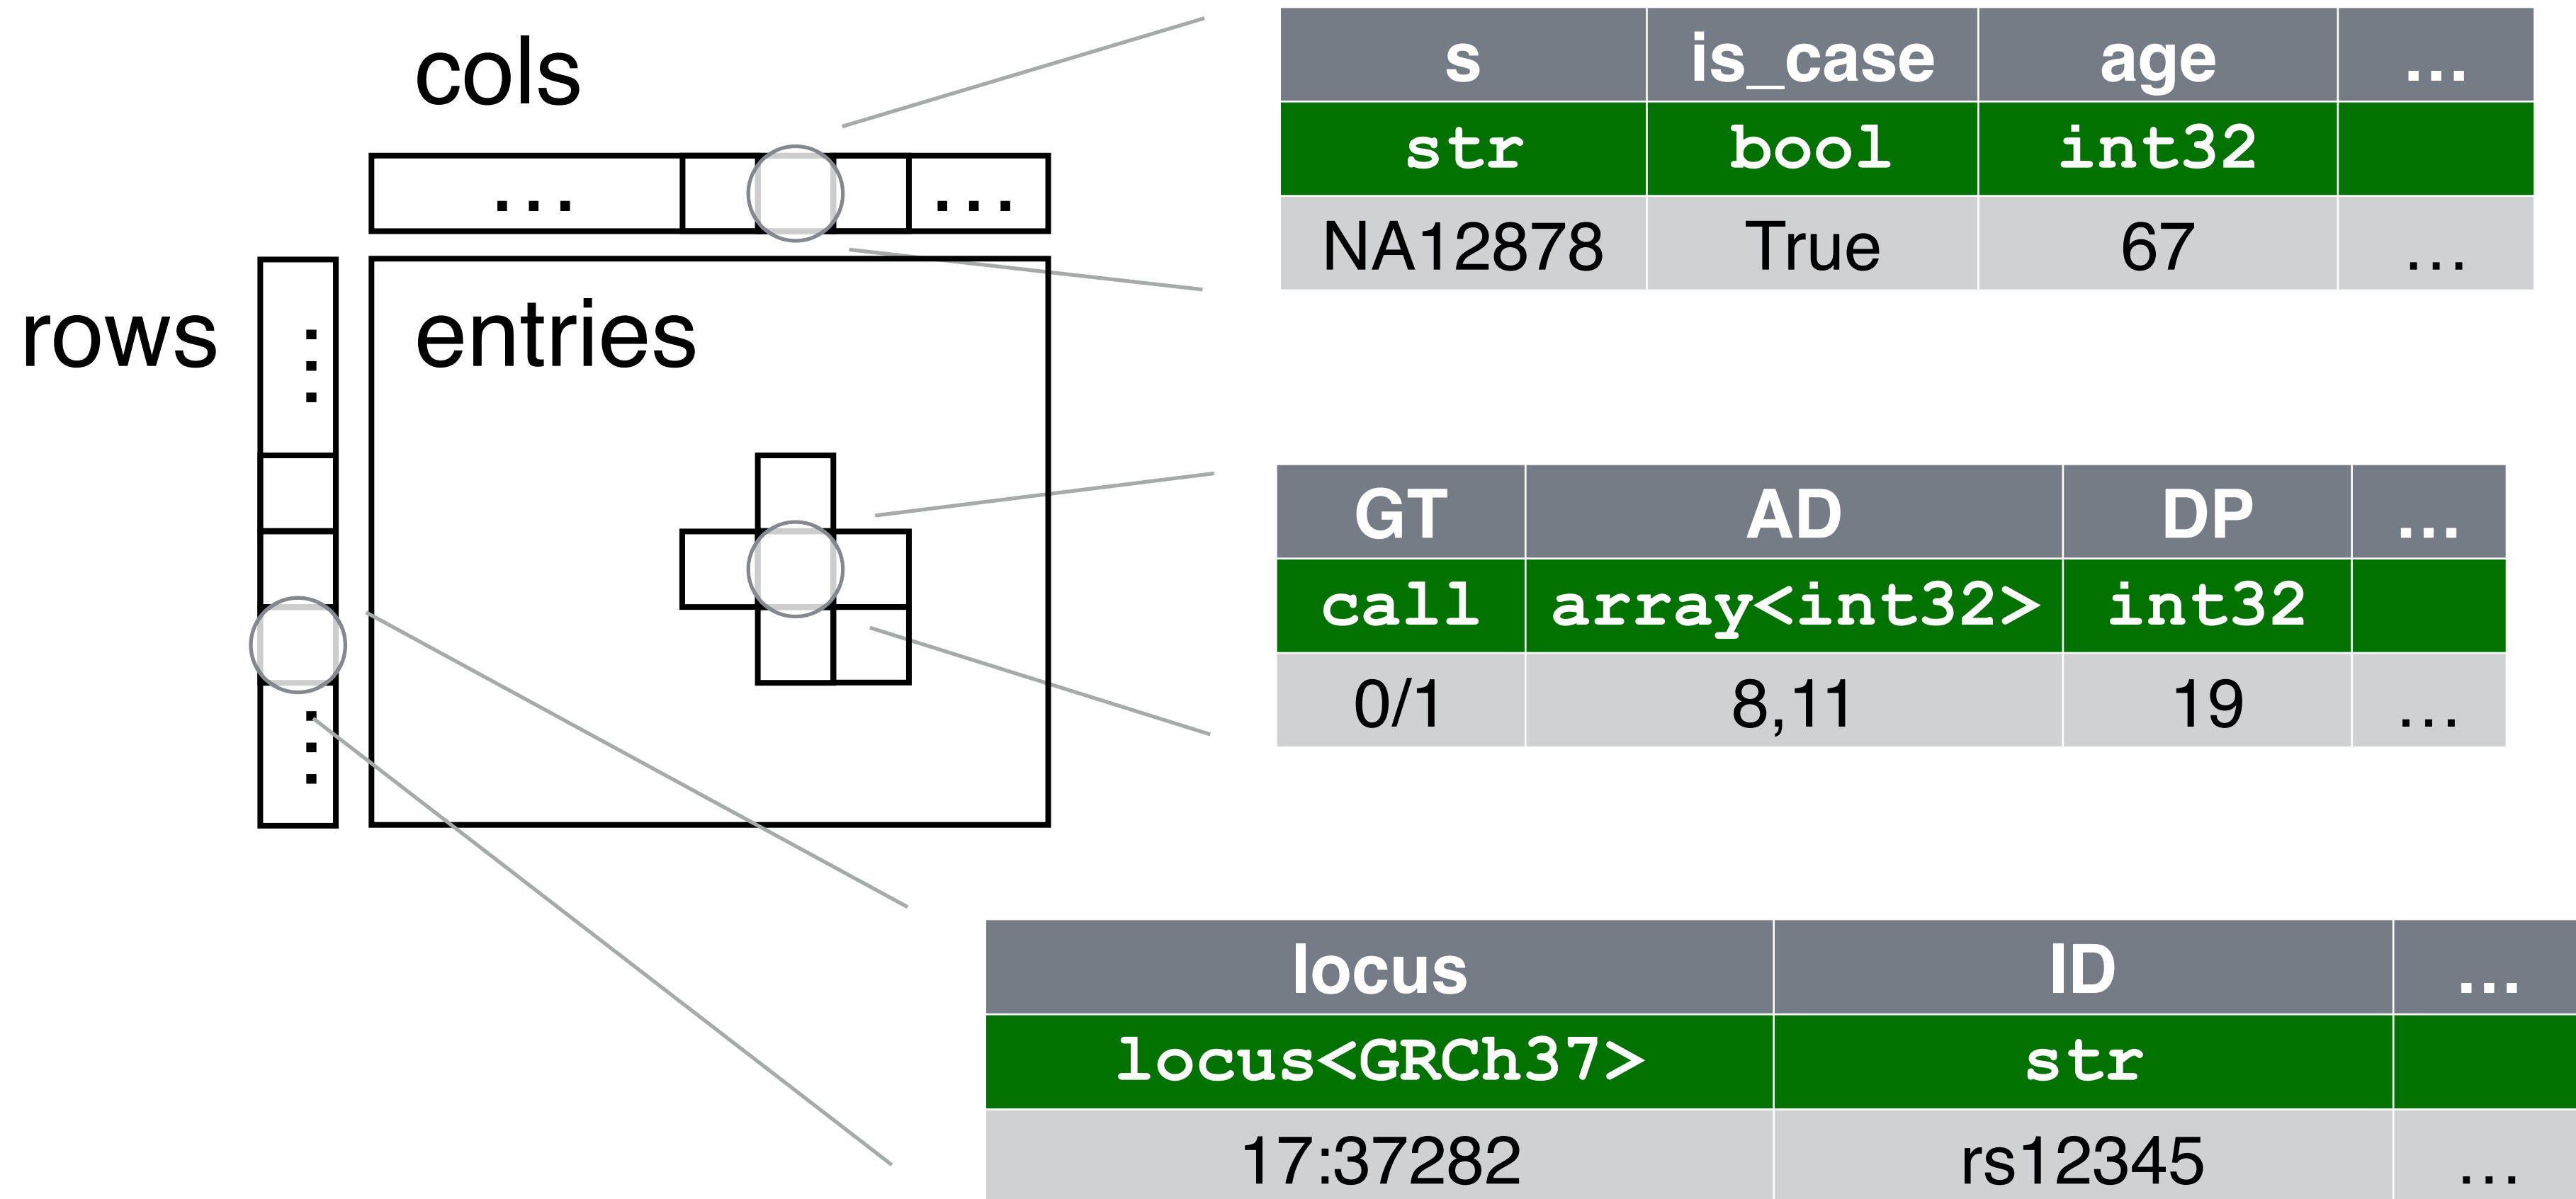 cols
...
...
rows
entries
s is_case age ...
str bool int32
NA12878 True 67 ...
GT AD DP ...
call array<int32> int32
0/1 8,11 19 ...
locus ID ...
locus<GRCh37> str
17:37282 rs12345 ...